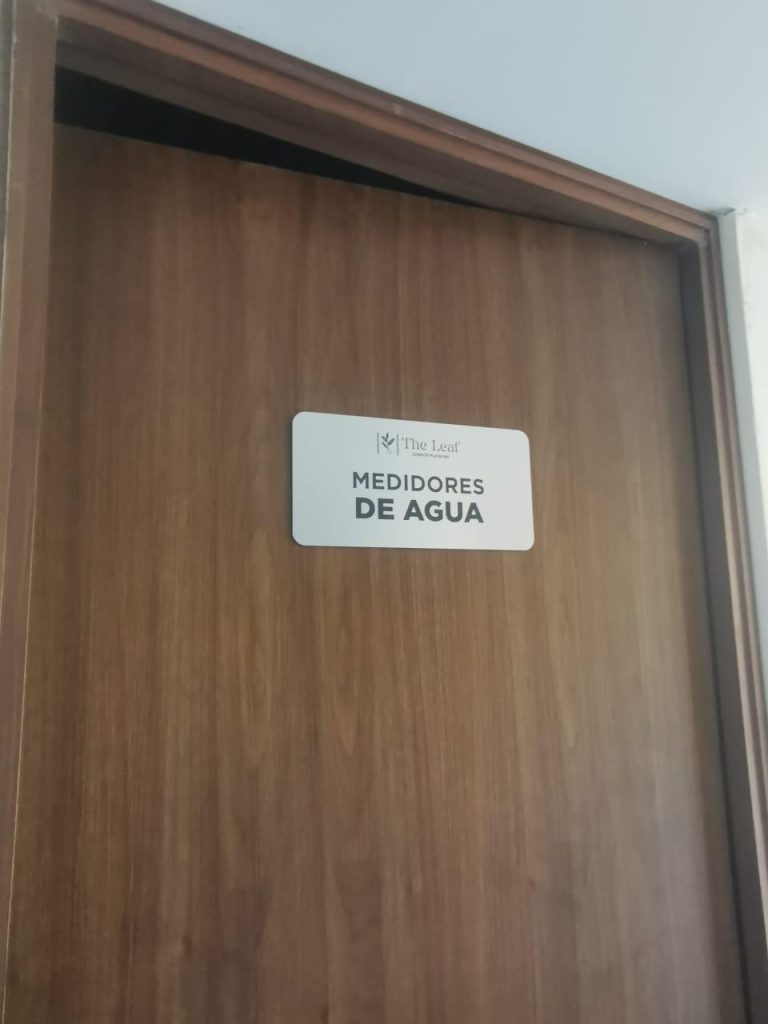 The Leaf
MEDIDORES
DE AGUA